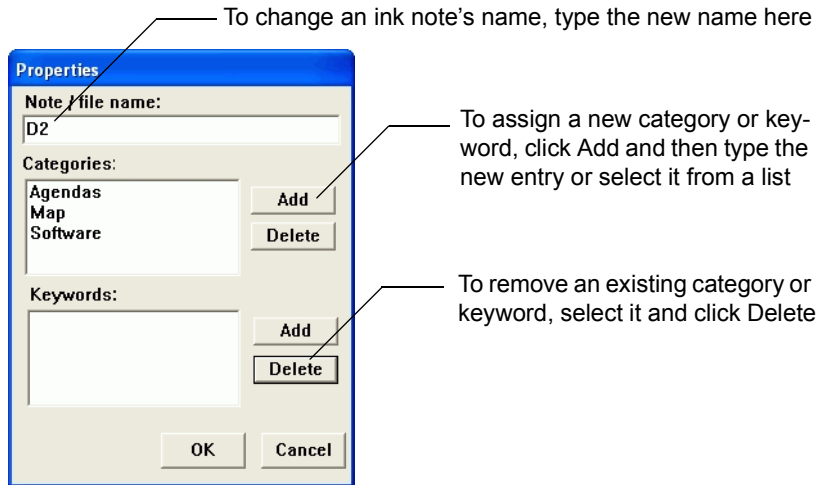 To change an ink note's name, type the new name here
Properties
Note / file name:
D2
To assign a new category or key-
word, click Add and then type the
new entry or select it from a list
Categories:
Agendas
Map
Software
Add
Delete
To remove an existing category or
keyword, select it and click Delete
Keywords:
Add
Delete
OK
Cancel